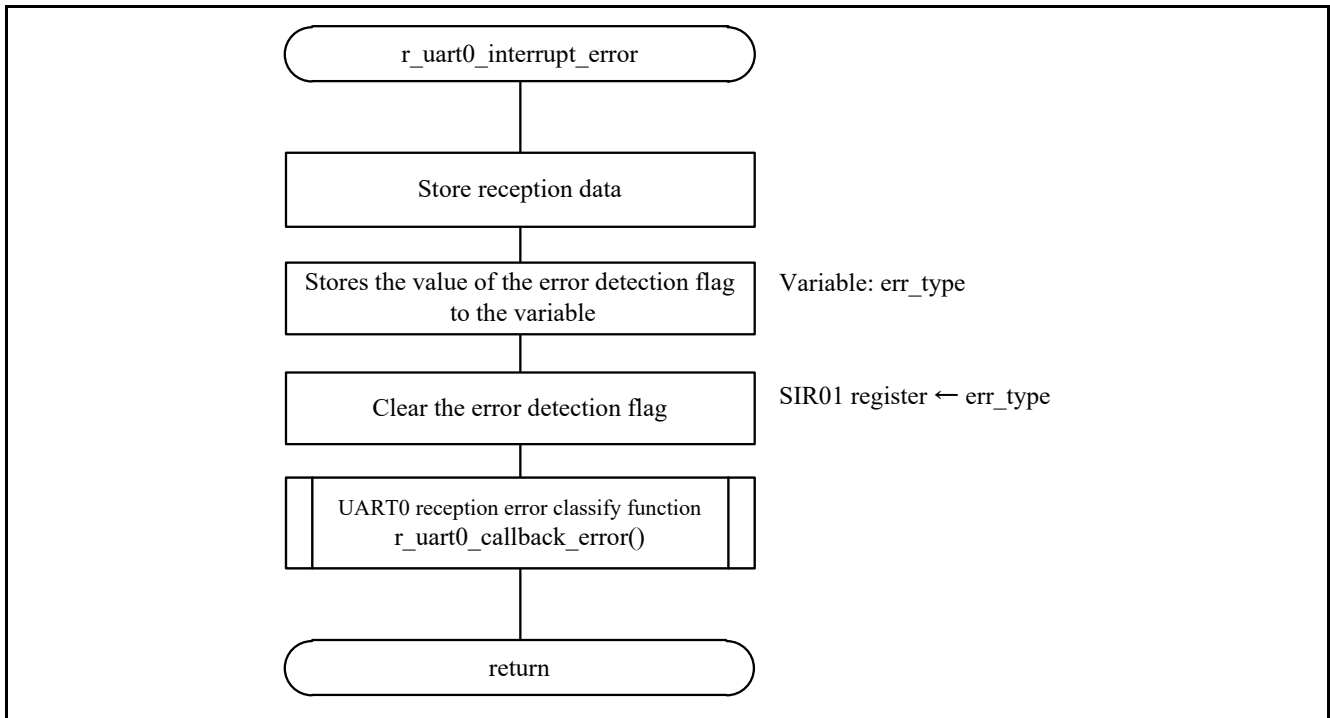 r_uart0_interrupt_error
Store reception data
Stores the value of the error detection flag
to the variable
Variable: err_type
Clear the error detection flag
SIR01 register ← err_type
UART0 reception error classify function
r_uart0_callback_error()
return